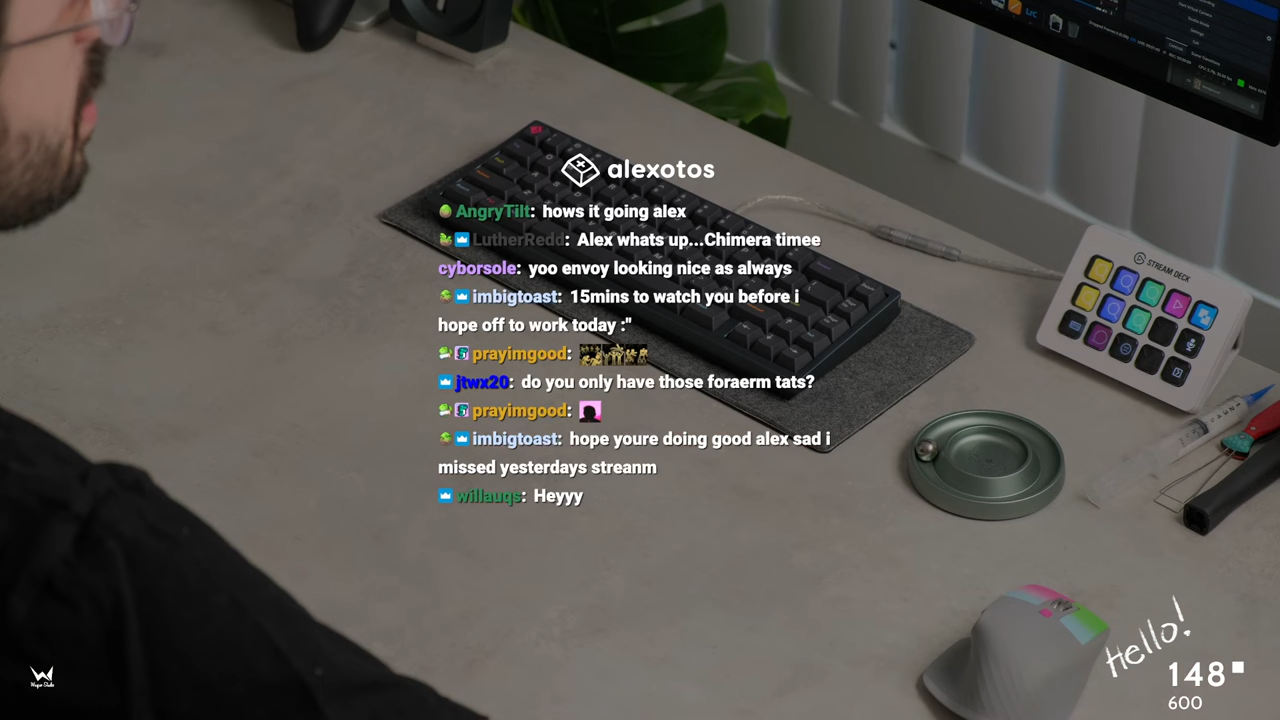 alexotos
AngryTilt: hows it going alex
LutherRedd: Alex whats up...Chimera timee
cyborsole: yoo envoy looking nice as always
imbigtoast: 15mins to watch you before i
hope off to work today :"
prayimgood:
jtwx20: do you only have those foraerm tats?
prayimgood:
imbigtoast: hope youre doing good alex sad i
missed yesterdays streanm
willauqs: Heyyy
STREAM DECK
Hello!
148
600